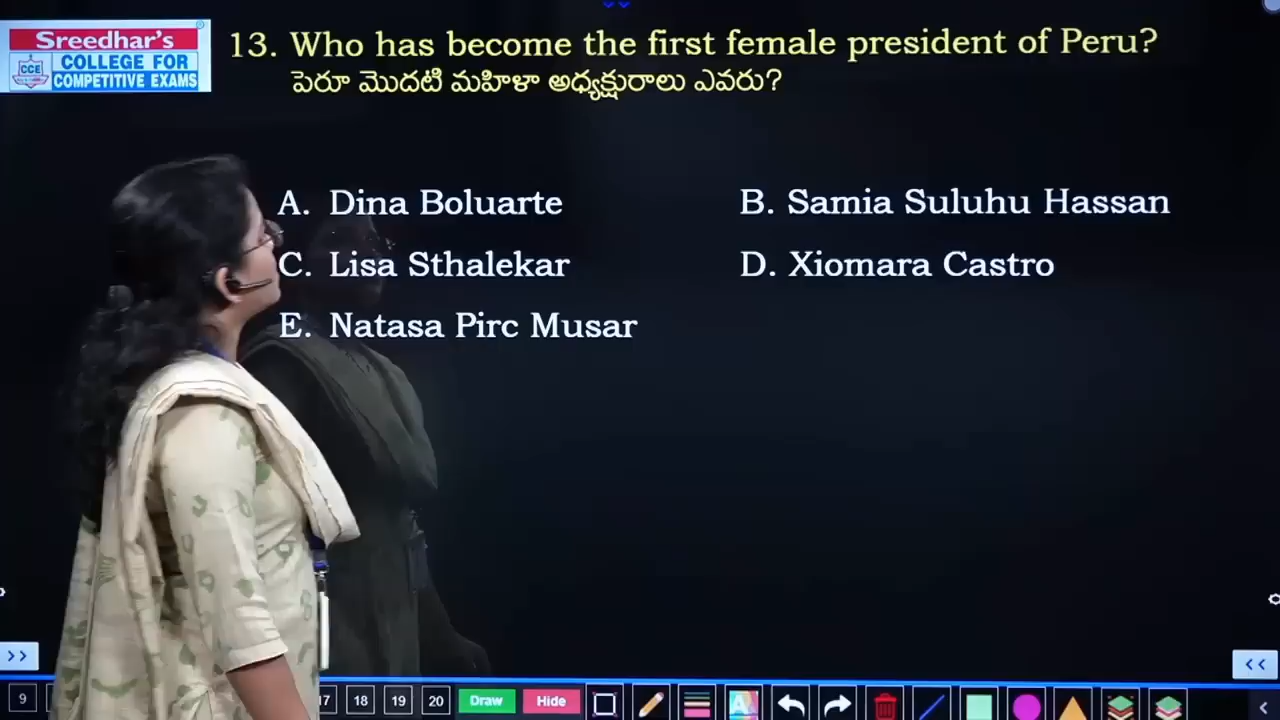 Sreedhar's
CCE
COLLEGE FOR
COMPETITIVE EXAMS
13. Who has become the first female president of Peru?
పెరూ మొదటి మహిళా అధ్యక్షురాలు ఎవరు?
A. Dina Boluarte
B. Samia Suluhu Hassan
C. Lisa Sthalekar
D. Xiomara Castro
E. Natasa Pirc Musar
>>
<<
9
17 18 19 20 Draw Hide